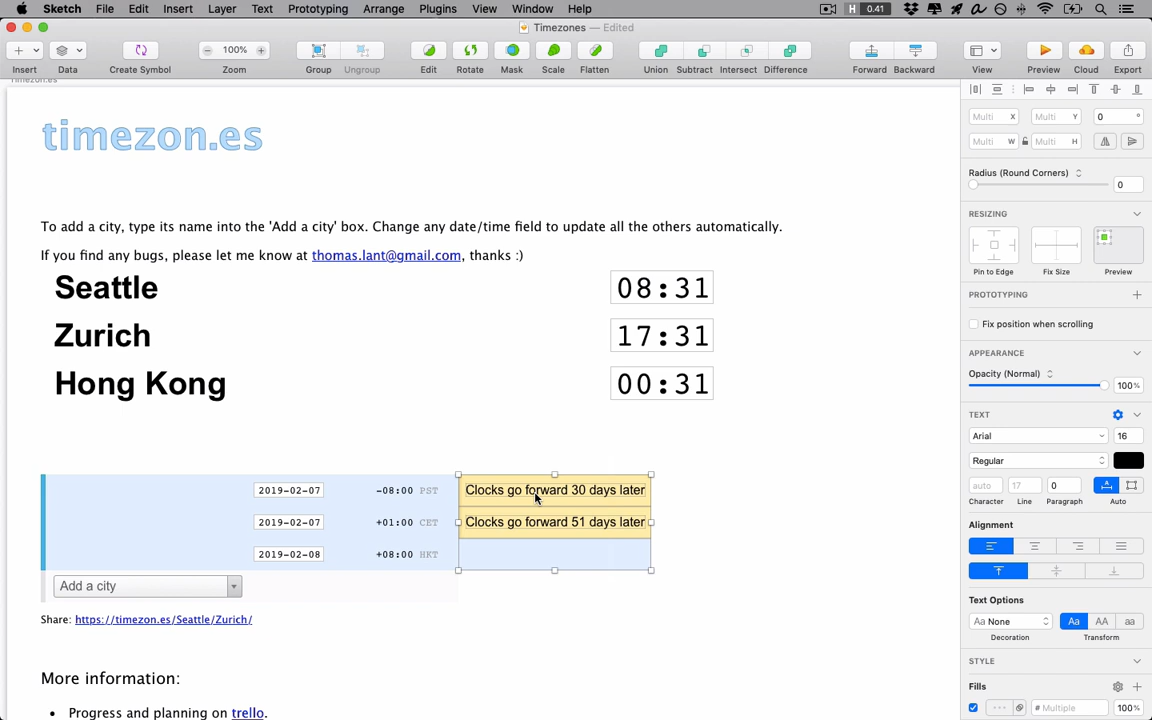 Sketch File Edit Insert Layer Text Prototyping Arrange Plugins View Window Help H 0.41
Timezones — Edited
100%
Insert Data Create Symbol Zoom Group Ungroup Edit Rotate Mask Scale Flatten Union Subtract Intersect Difference Forward Backward View Preview Cloud Export
Timezon.es
timezon.es
To add a city, type its name into the 'Add a city' box. Change any date/time field to update all the others automatically.
If you find any bugs, please let me know at thomas.lant@gmail.com, thanks :)
Seattle 08:31
Zurich 17:31
Hong Kong 00:31
2019-02-07 -08:00 PST Clocks go forward 30 days later
2019-02-07 +01:00 CET Clocks go forward 51 days later
2019-02-08 +08:00 HKT
Add a city
Share: https://timezon.es/Seattle/Zurich/
More information:
• Progress and planning on trello.
Multi X Multi Y 0 °
Multi W Multi H
Radius (Round Corners)
0
RESIZING
Pin to Edge Fix Size Preview
PROTOTYPING
Fix position when scrolling
APPEARANCE
Opacity (Normal)
100%
TEXT
Arial 16
Regular
auto 17 0
Character Line Paragraph Auto
Alignment
Text Options
Aa None Aa AA aa
Decoration Transform
STYLE
Fills
# Multiple 100%